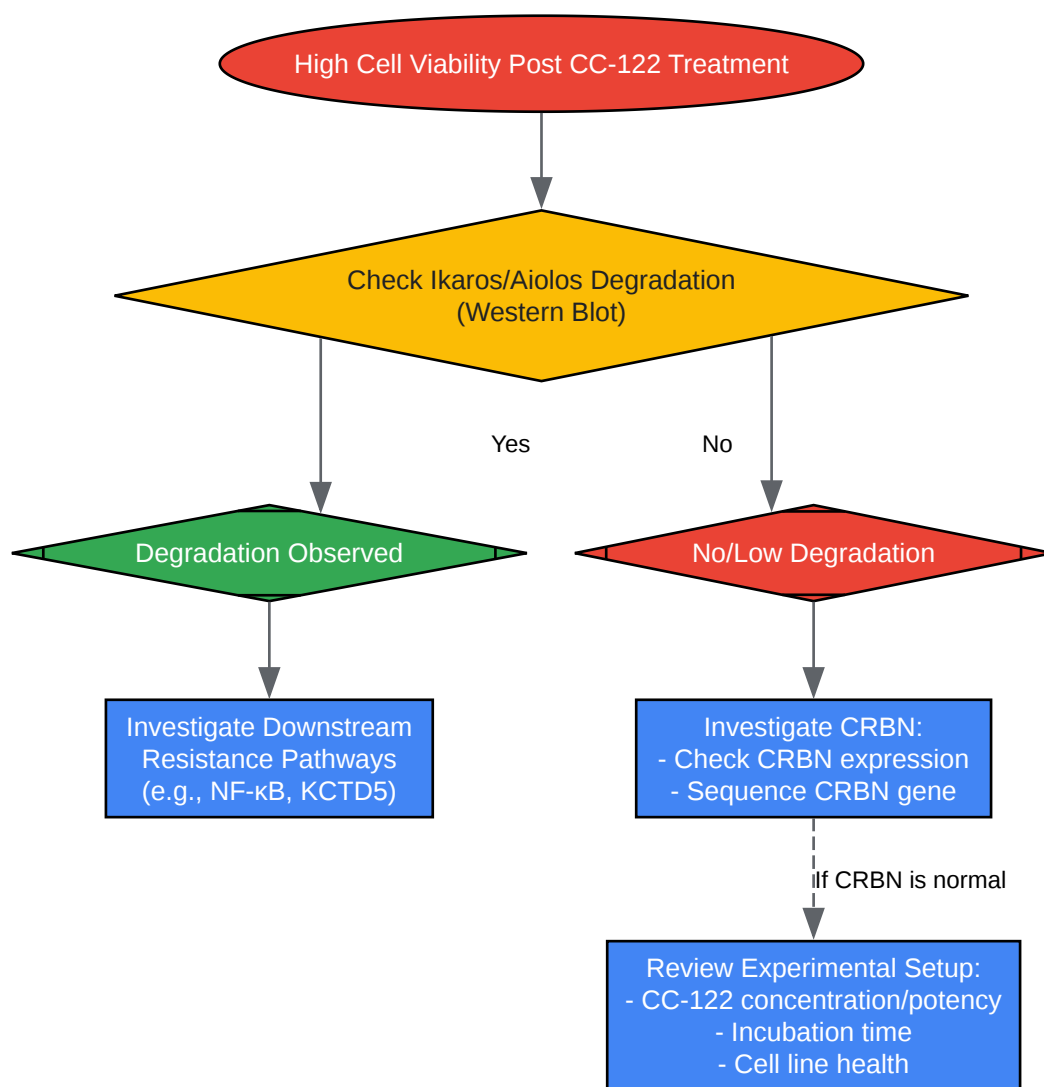 High Cell Viability Post CC-122 Treatment
Check Ikaros/Aiolos Degradation
(Western Blot)
Yes
No
Degradation Observed
No/Low Degradation
Investigate Downstream
Resistance Pathways
(e.g., NF-κB, KCTD5)
Investigate CRBN:
- Check CRBN expression
- Sequence CRBN gene
If CRBN is normal
Review Experimental Setup:
- CC-122 concentration/potency
- Incubation time
- Cell line health